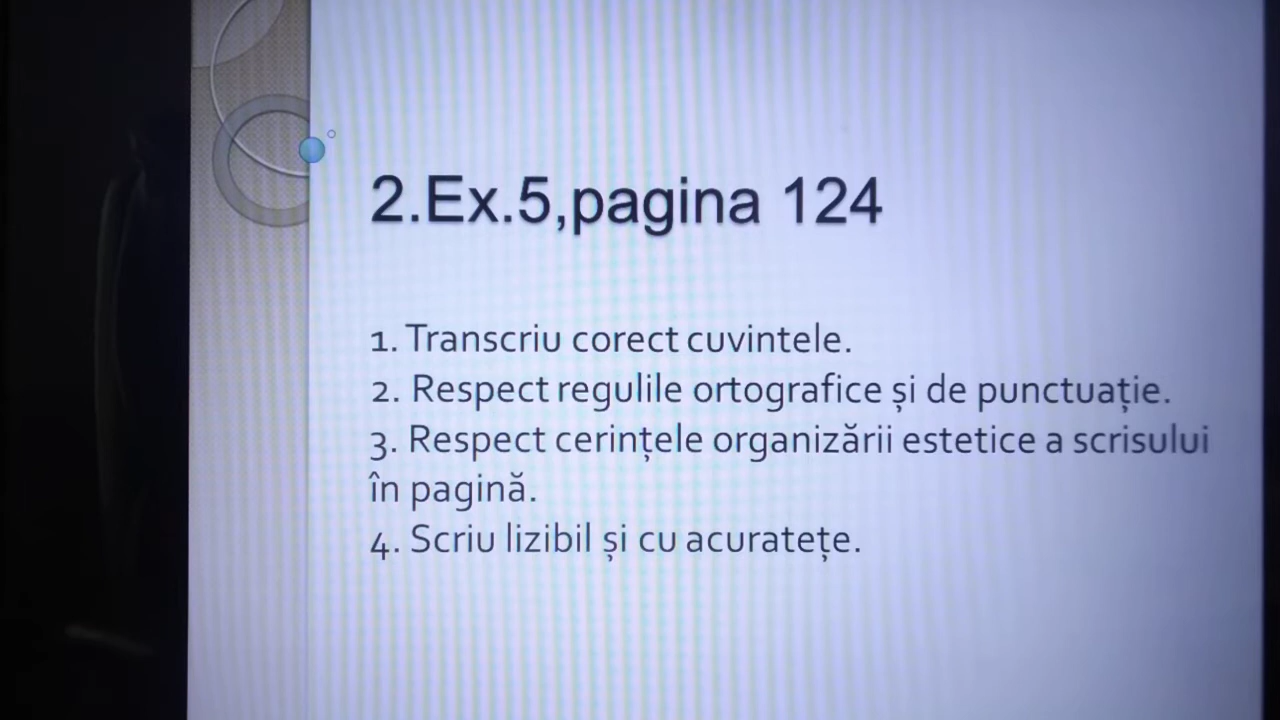 2.Ex.5,pagina 124
1. Transcriu corect cuvintele.
2. Respect regulile ortografice și de punctuație.
3. Respect cerințele organizării estetice a scrisului
în pagină.
4. Scriu lizibil și cu acuratețe.